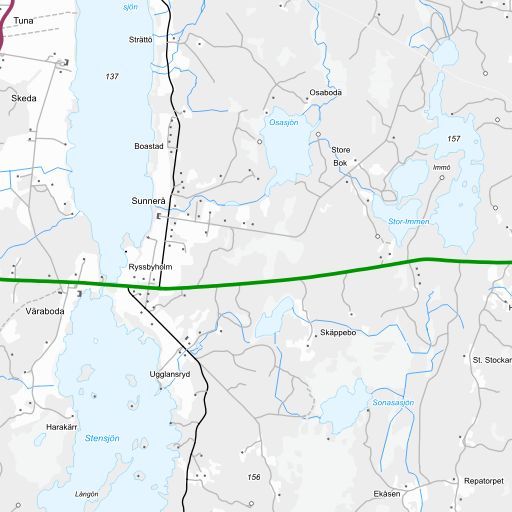 sjön
Tuna
Strättö
137
Skeda
Osaboda
Osasjön
Boastad
Store
Bok
157
Immö
Sunnerå
Stor-Immen
Ryssbyholm
Väraboda
Skäppebo
St. Stockar
Ugglansryd
Sonasasjön
Harakärr
Stensjön
156
Repatorpet
Långön
Ekåsen